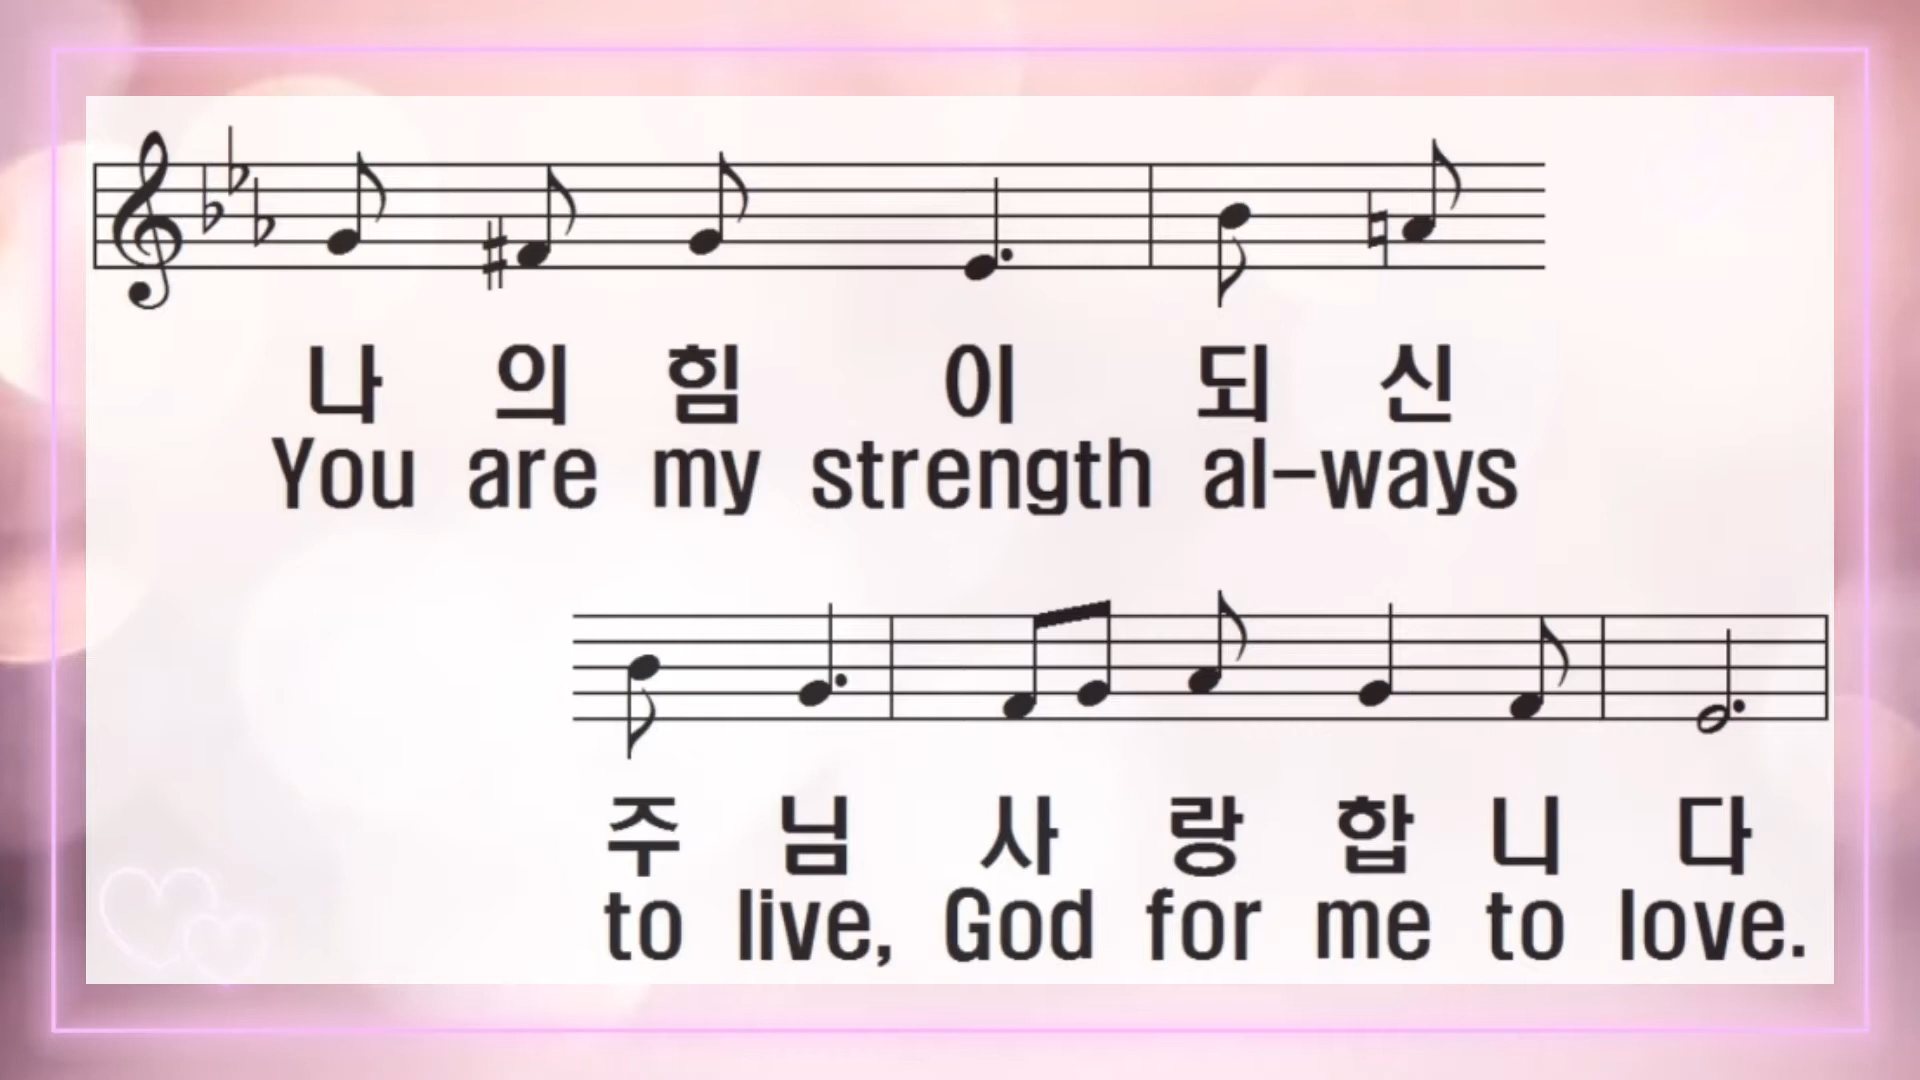 나 의 힘 이 되 신
You are my strength al-ways
주 님 사 랑 합 니 다
to live, God for me to love.